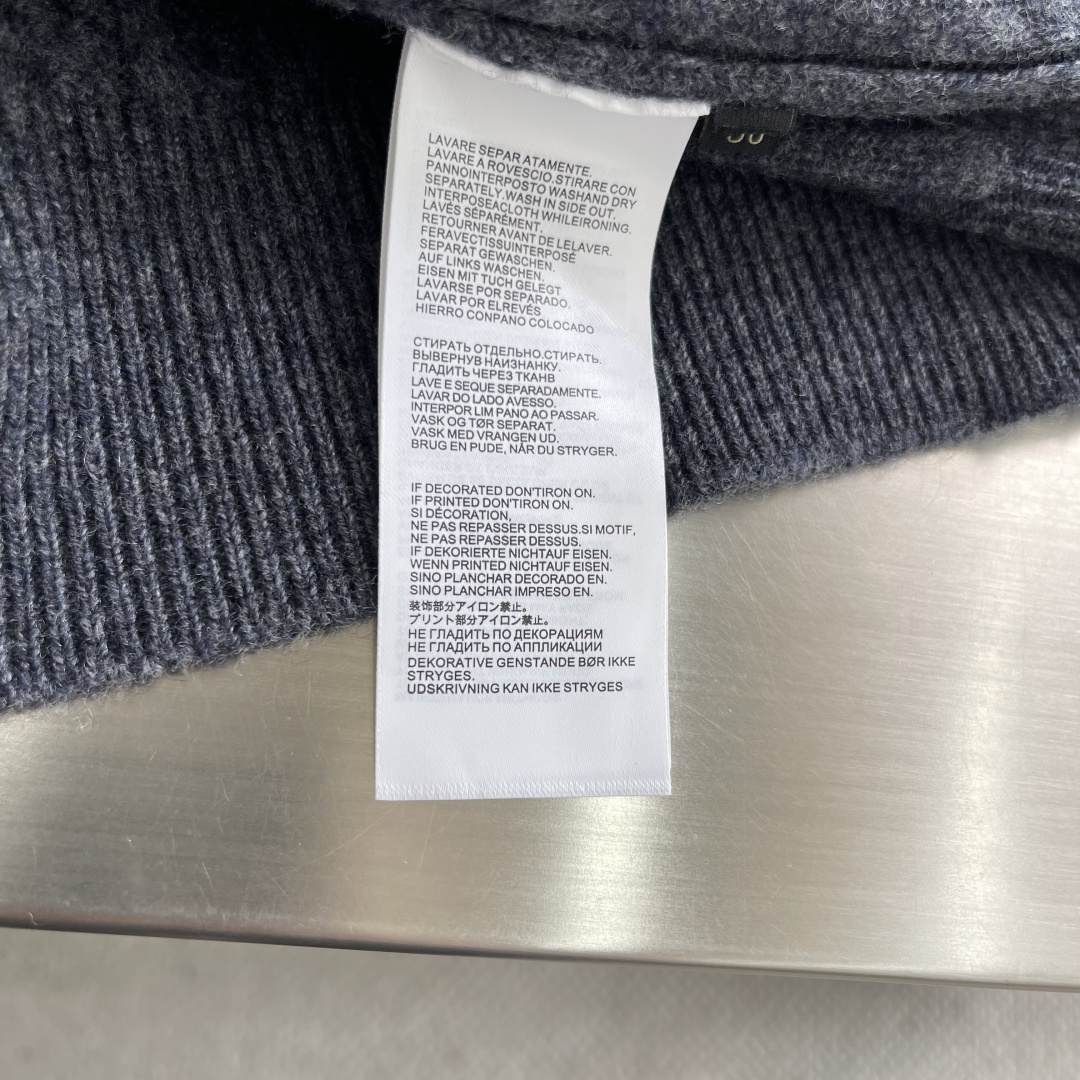 LAVARE SEPAR ATAMENTE.
LAVARE A ROVESCIO.STIRARE CON
PANNOINTERPOSTO WASHAND DRY
SEPARATELY.WASH IN SIDE OUT.
INTERPOSEACLOTH WHILEIRONING.
LAVÉS SÉPARÉMENT.
RETOURNER AVANT DE LELAVER.
FERAVECTISSUINTERPOSÉ
SEPARAT GEWASCHEN.
AUF LINKS WASCHEN.
EISEN MIT TUCH GELEGT
LAVARSE POR SEPARADO.
LAVAR POR ELREVÉS
HIERRO CONPANO COLOCADO
СТИРАТЬ ОТДЕЛЬНО.СТИРАТЬ.
ВЫВЕРНУВ НАИЗНАНКУ.
ГЛАДИТЬ ЧЕРЕЗ ТКАНВ
LAVE E SEQUE SEPARADAMENTE.
LAVAR DO LADO AVESSO.
INTERPOR LIM PANO AO PASSAR.
VASK OG TØR SEPARAT.
VASK MED VRANGEN UD.
BRUG EN PUDE, NÅR DU STRYGER.
IF DECORATED DON'TIRON ON.
IF PRINTED DON'TIRON ON.
SI DÉCORATION,
NE PAS REPASSER DESSUS.SI MOTIF,
NE PAS REPASSER DESSUS.
IF DEKORIERTE NICHTAUF EISEN.
WENN PRINTED NICHTAUF EISEN.
SINO PLANCHAR DECORADO EN.
SINO PLANCHAR IMPRESO EN.
装飾部分アイロン禁止。
プリント部分アイロン禁止。
НЕ ГЛАДИТЬ ПО ДЕКОРАЦИЯМ
НЕ ГЛАДИТЬ ПО АППЛИКАЦИИ
DEKORATIVE GENSTANDE BØR IKKE
STRYGES.
UDSKRIVNING KAN IKKE STRYGES